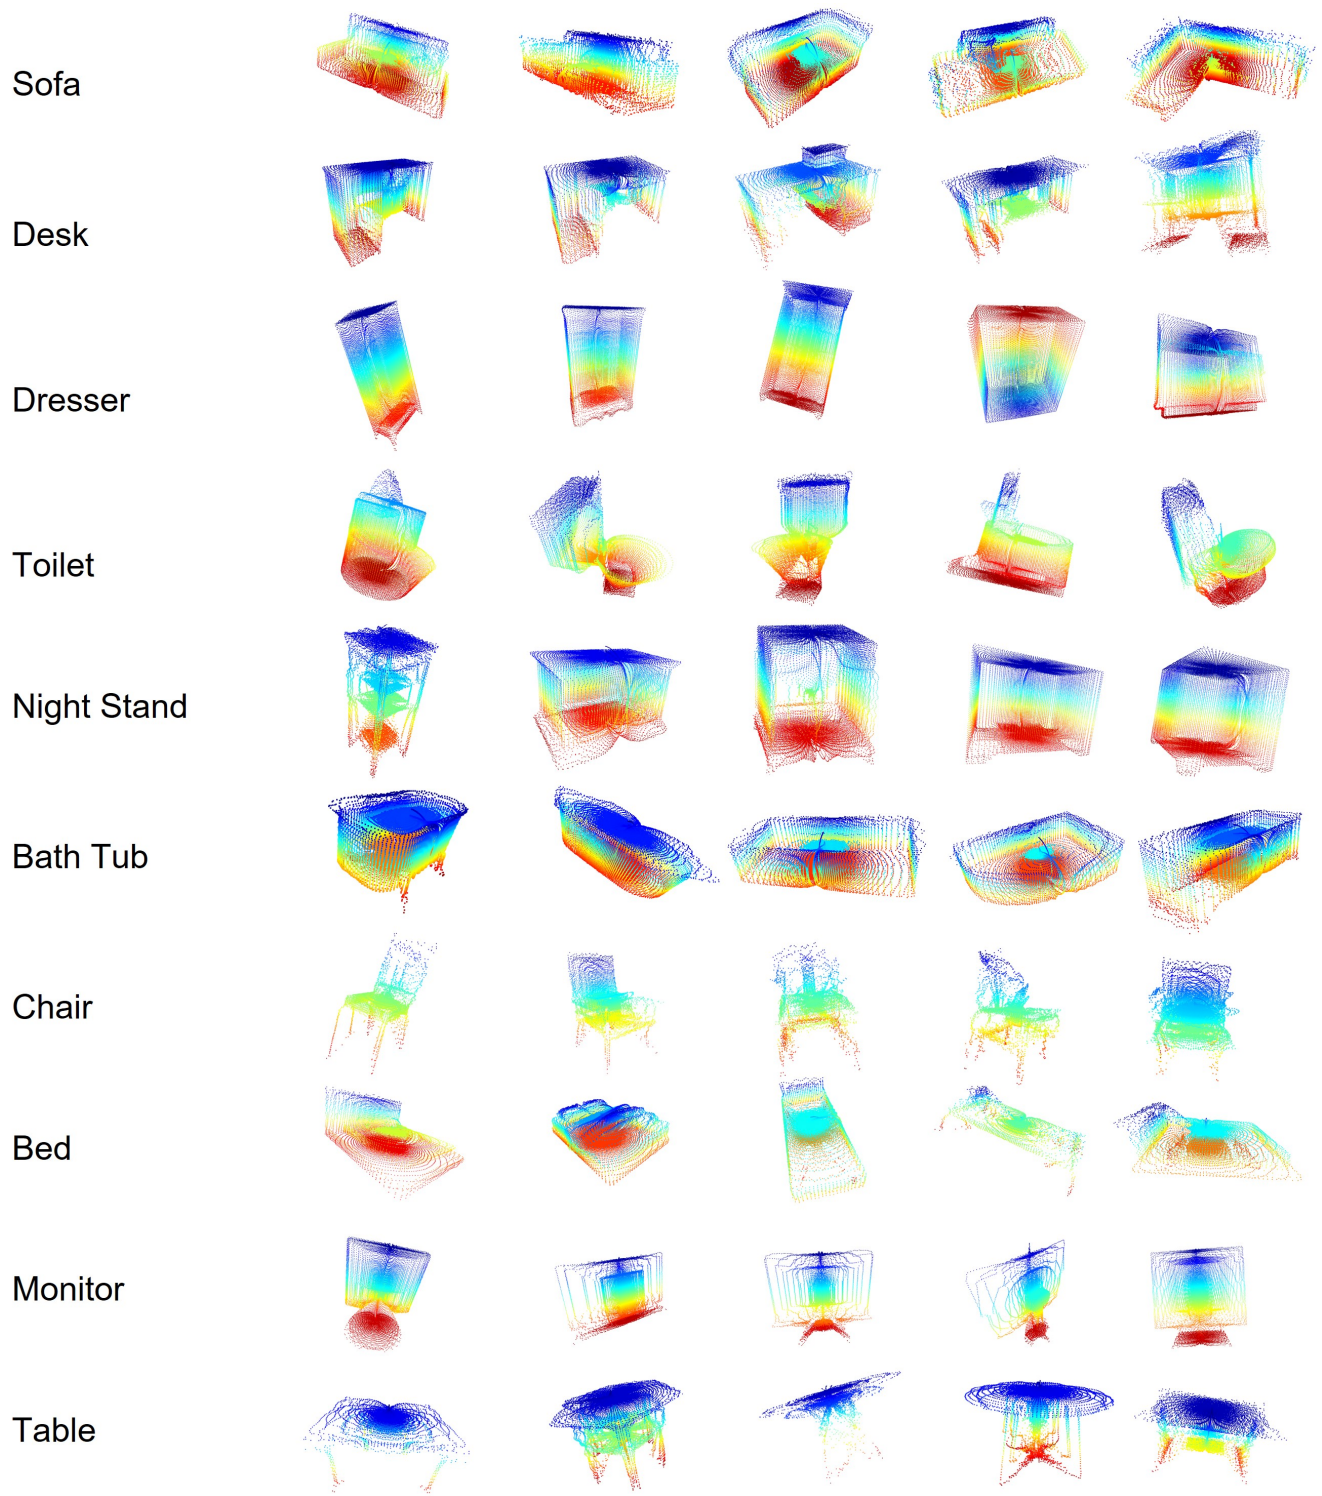 Sofa
Desk
Dresser
Toilet
Night Stand
Bath Tub
Chair
Bed
Monitor
Table